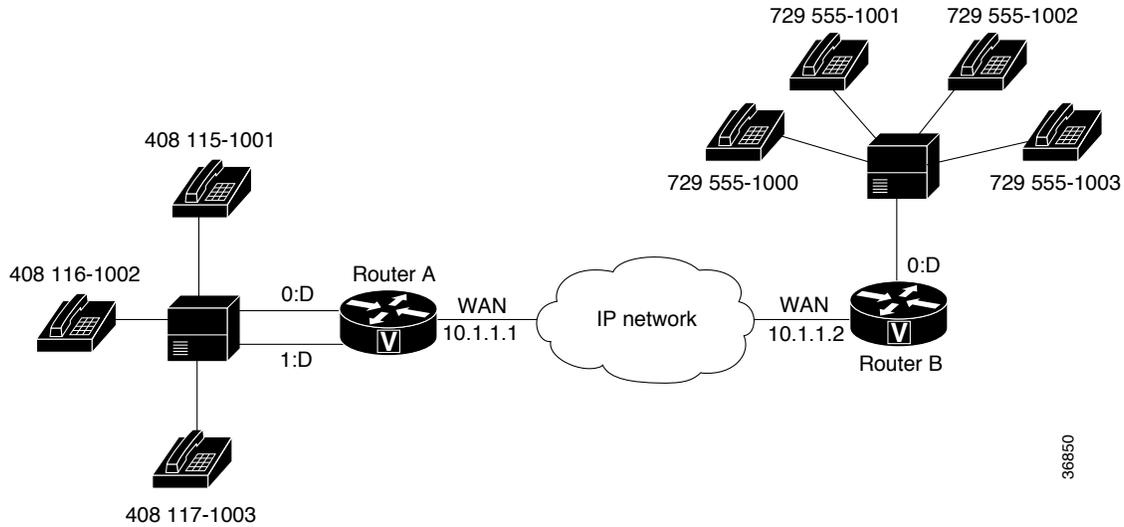 729 555-1001
729 555-1002
408 115-1001
729 555-1000
729 555-1003
408 116-1002
0:D
Router A
WAN
10.1.1.1
V
1:D
IP network
0:D
WAN
10.1.1.2
V
Router B
408 117-1003
36850